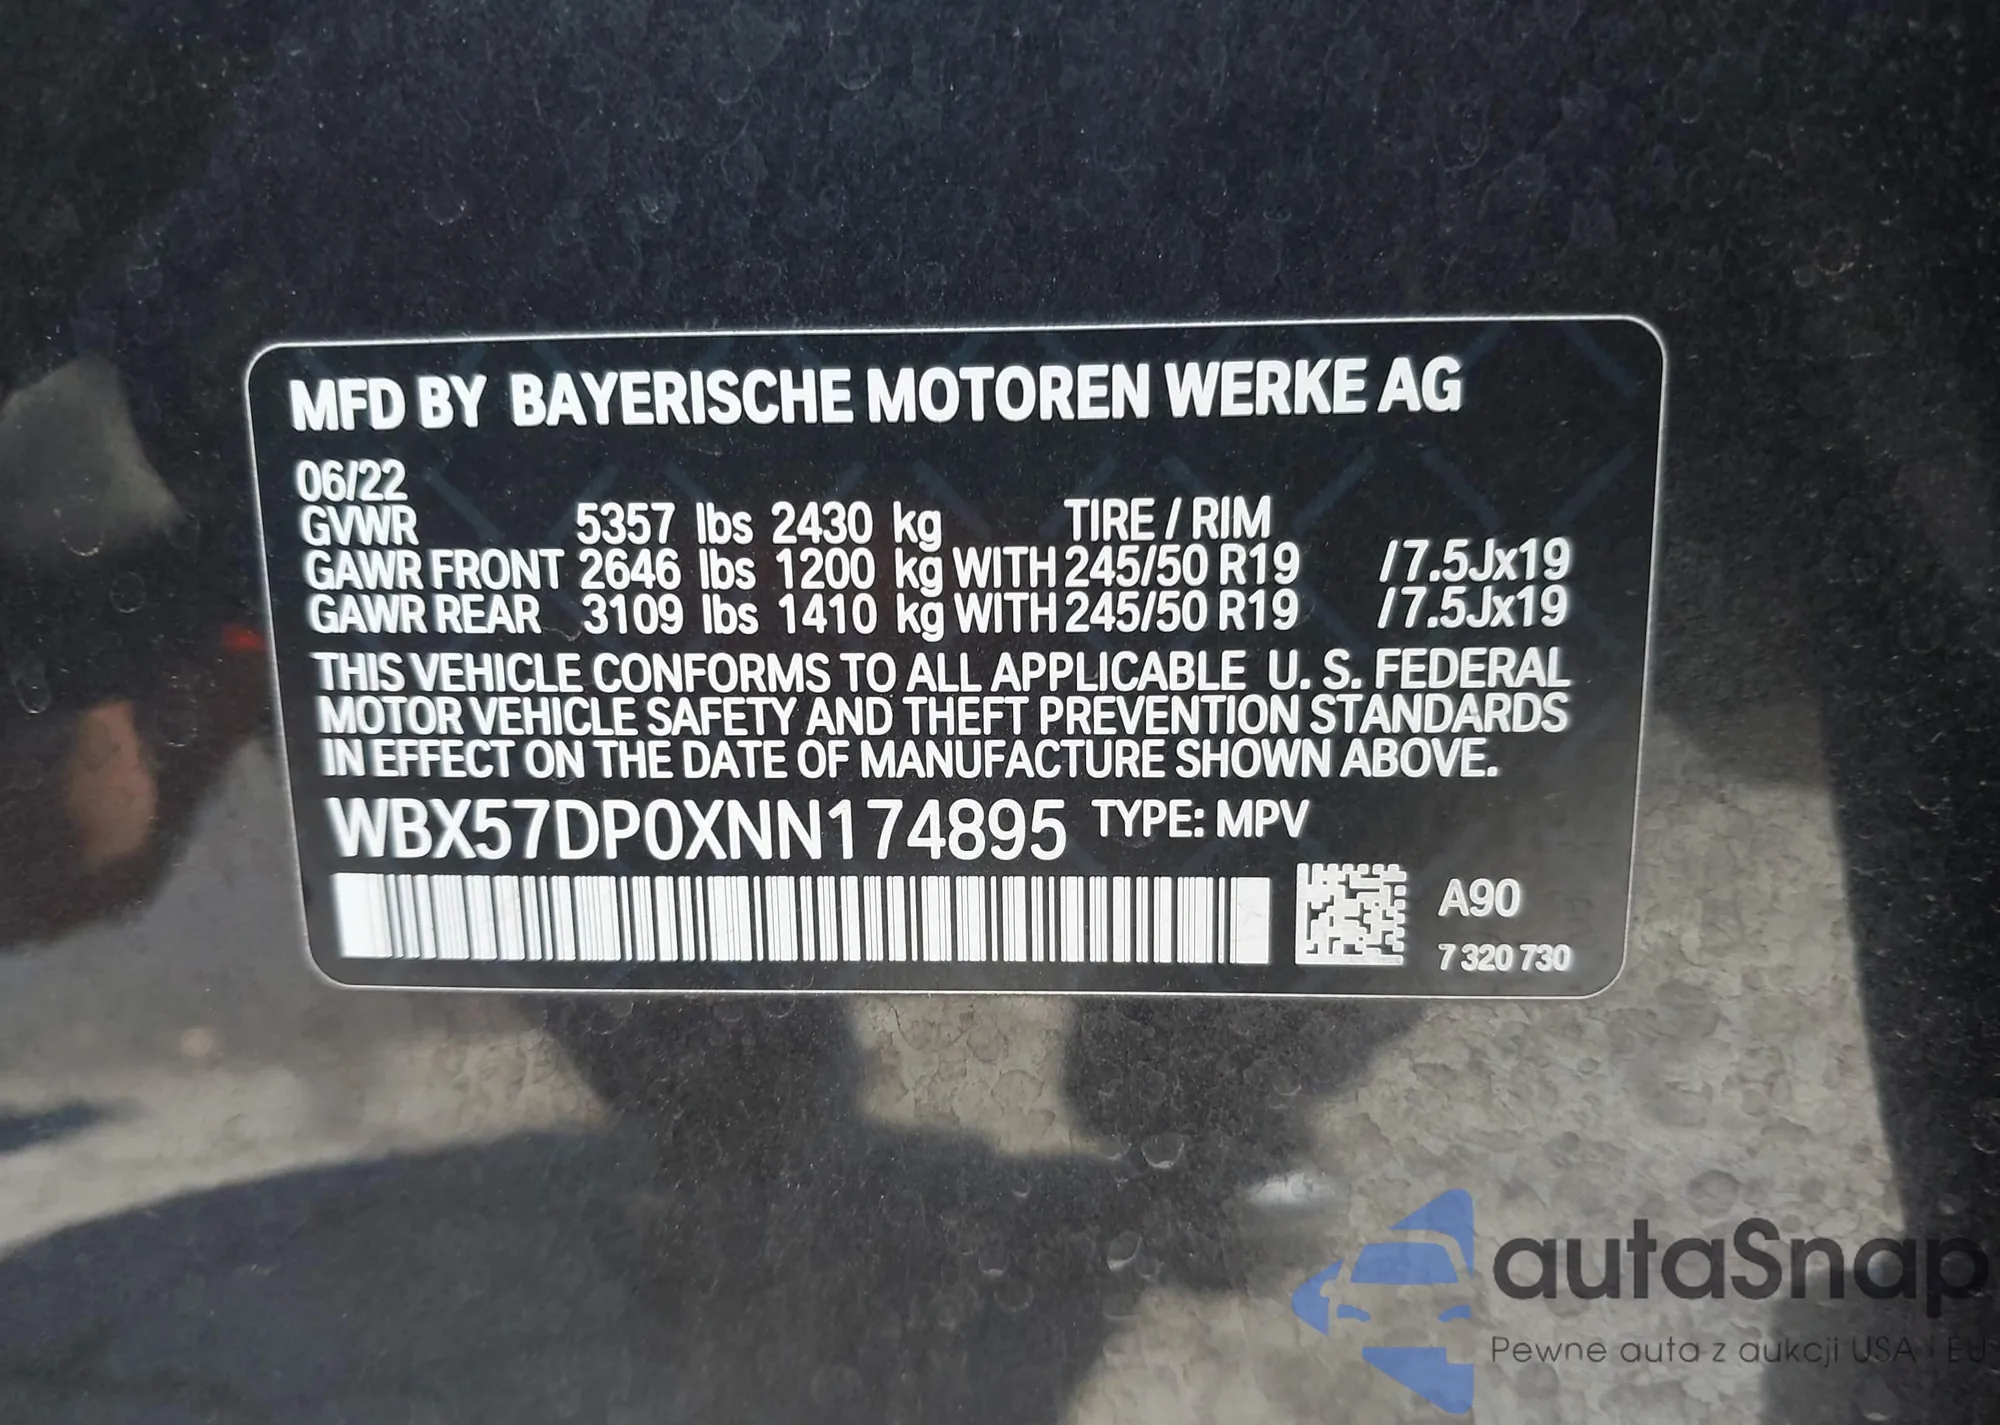 MFD BY BAYERISCHE MOTOREN WERKE AG
06/22
GVWR 5357 lbs 2430 kg TIRE / RIM
GAWR FRONT 2646 lbs 1200 kg WITH 245/50 R19 /7.5Jx19
GAWR REAR 3109 lbs 1410 kg WITH 245/50 R19 /7.5Jx19
THIS VEHICLE CONFORMS TO ALL APPLICABLE U. S. FEDERAL
MOTOR VEHICLE SAFETY AND THEFT PREVENTION STANDARDS
IN EFFECT ON THE DATE OF MANUFACTURE SHOWN ABOVE.
WBX57DP0XNN174895 TYPE: MPV
A90
7 320 730
autaSnap
Pewne auta z aukcji USA i EU